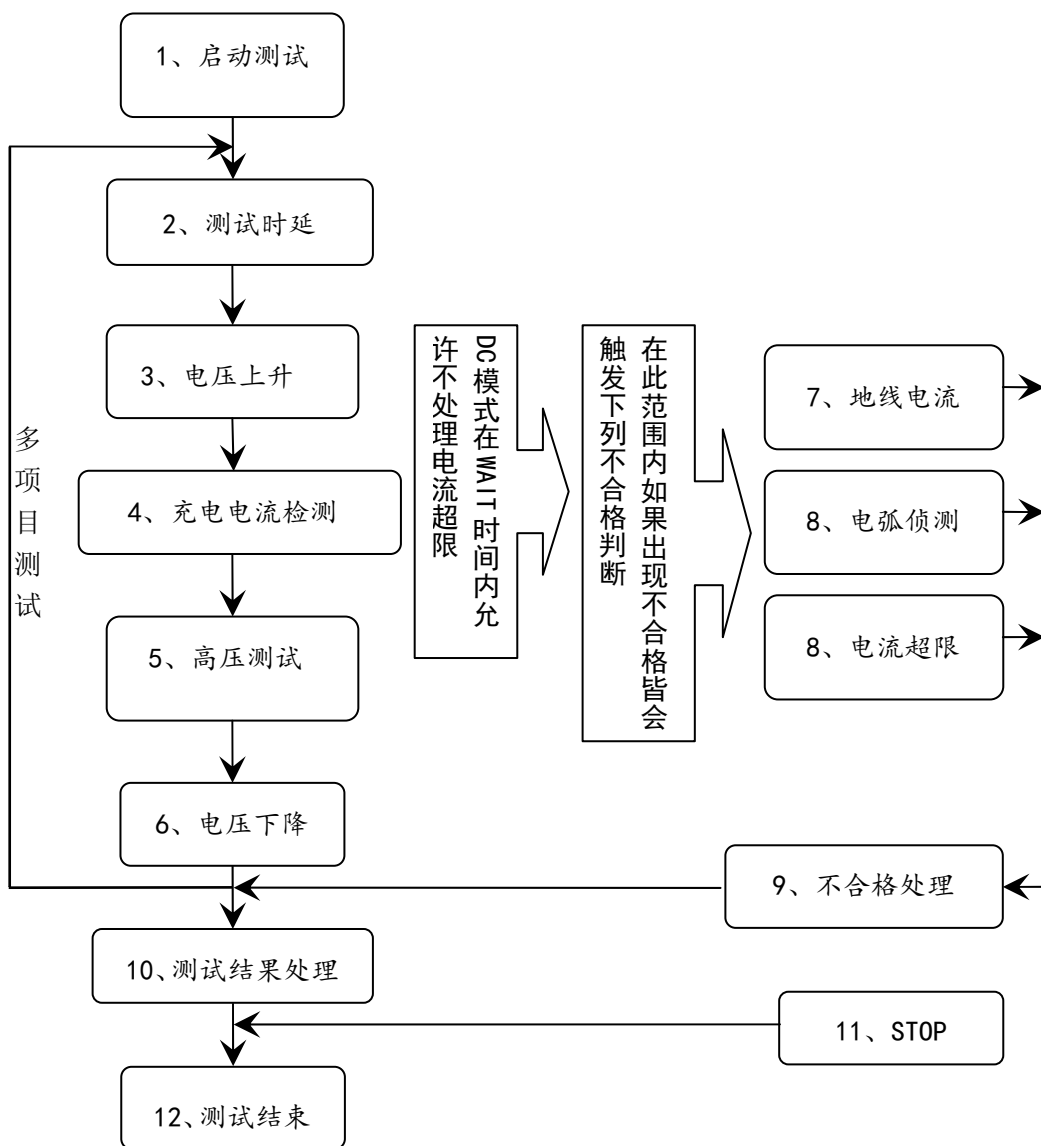 1、启动测试
2、测试时延
3、电压上升
4、充电电流检测
5、高压测试
6、电压下降
多项目测试
DC模式在WAIT时间内允
许不处理电流超限
在此范围内如果出现不合格皆会
触发下列不合格判断
7、地线电流
8、电弧侦测
8、电流超限
9、不合格处理
10、测试结果处理
11、STOP
12、测试结束